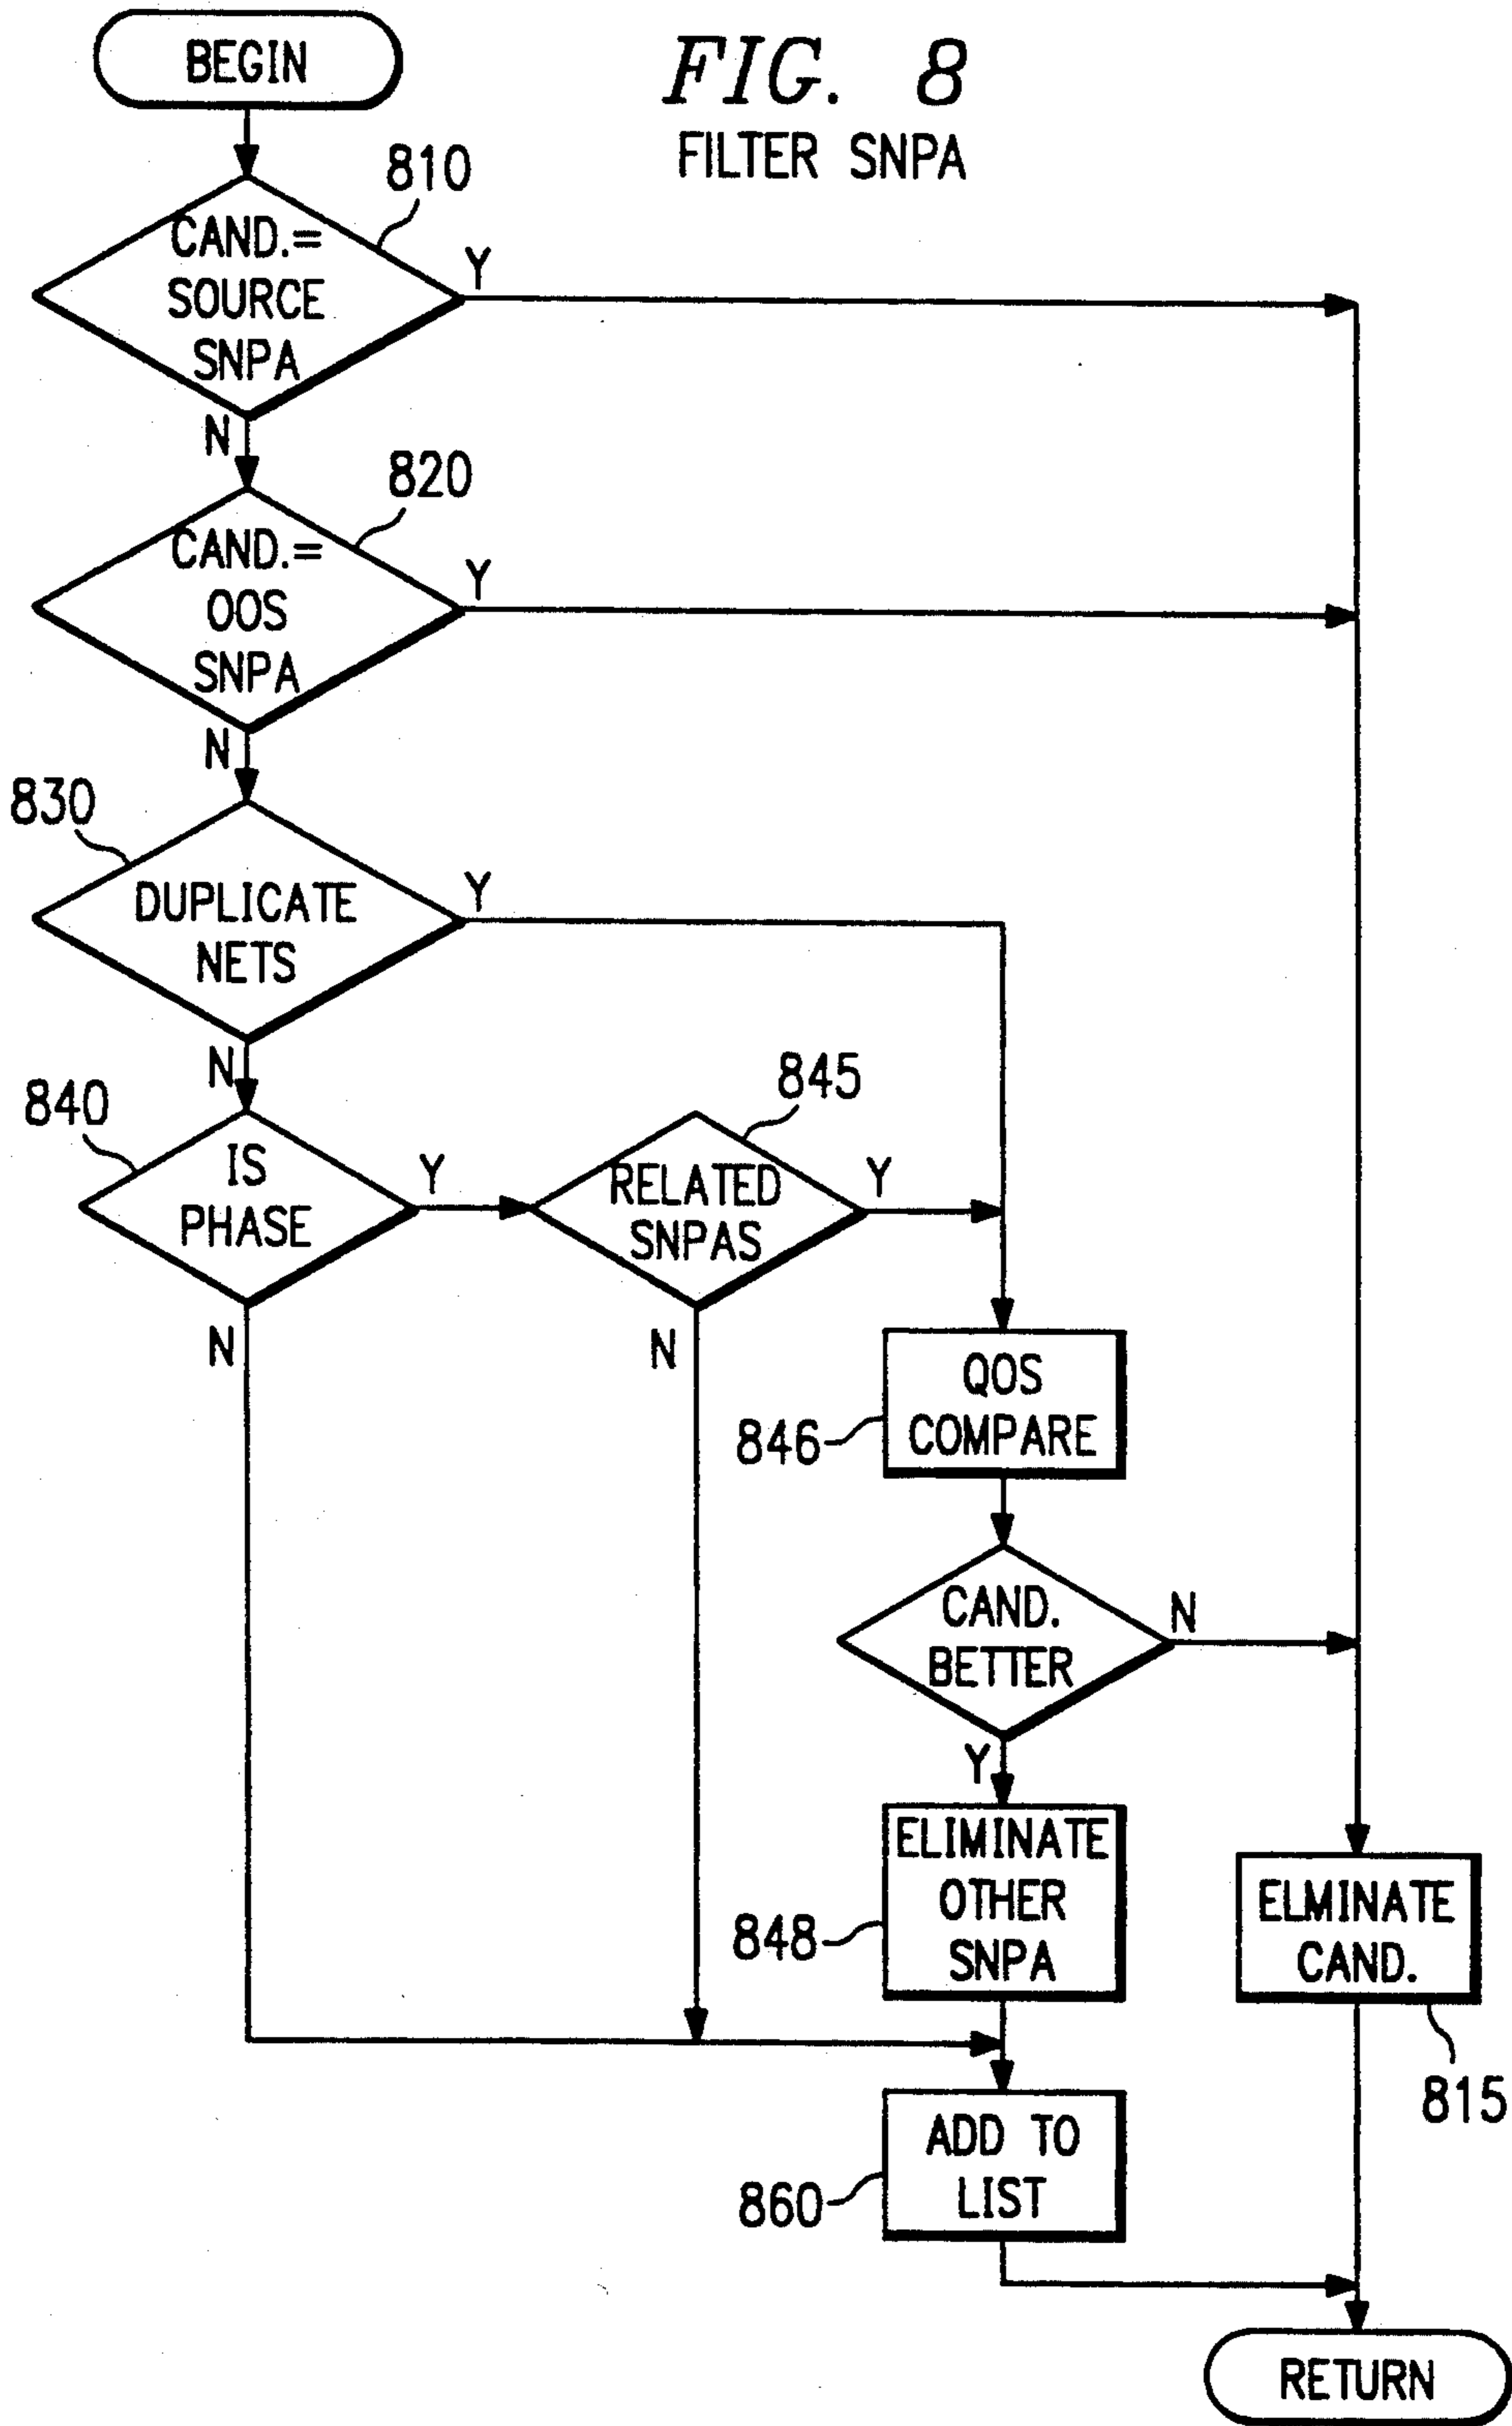 BEGIN
FIG. 8
FILTER SNPA
810
CAND.=
SOURCE
SNPA
Y
N
820
CAND.=
OOS
SNPA
Y
N
830
DUPLICATE
NETS
Y
N
840
IS
PHASE
Y
N
845
RELATED
SNPAS
Y
N
846
QOS
COMPARE
CAND.
BETTER
N
Y
848
ELIMINATE
OTHER
SNPA
ELMINATE
CAND.
815
860
ADD TO
LIST
RETURN